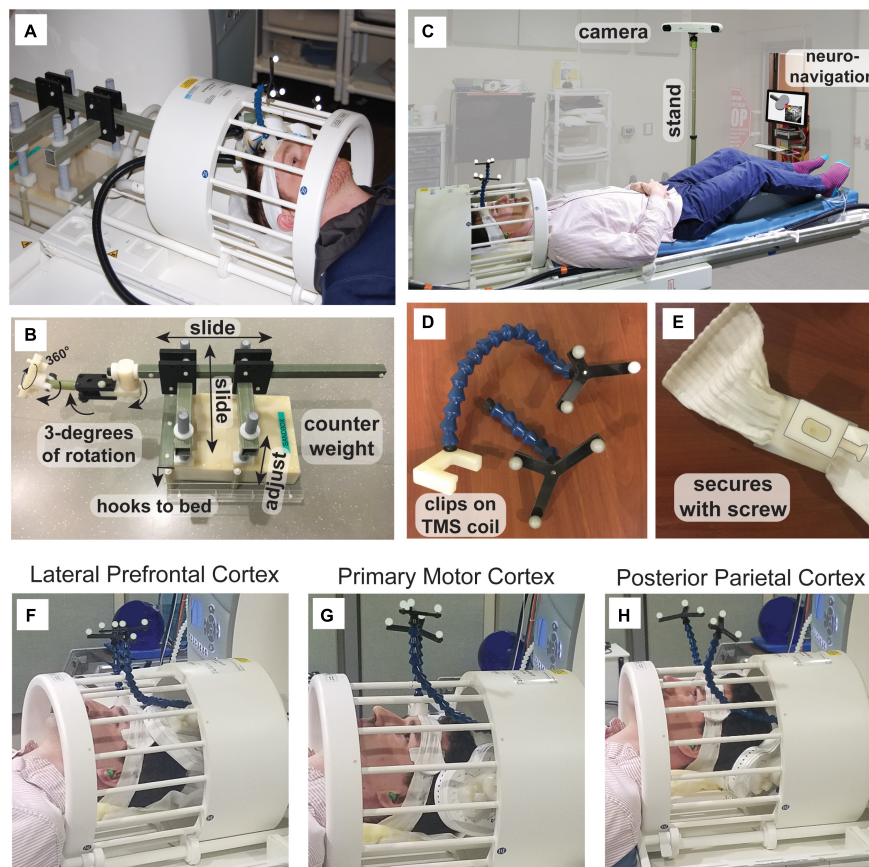 A
B
slide
360°
slide
3-degrees
of rotation
counter
weight
adjust
hooks to bed
C
camera
neuro-
navigation
stand
D
clips on
TMS coil
E
secures
with screw
Lateral Prefrontal Cortex
Primary Motor Cortex
Posterior Parietal Cortex
F
G
H